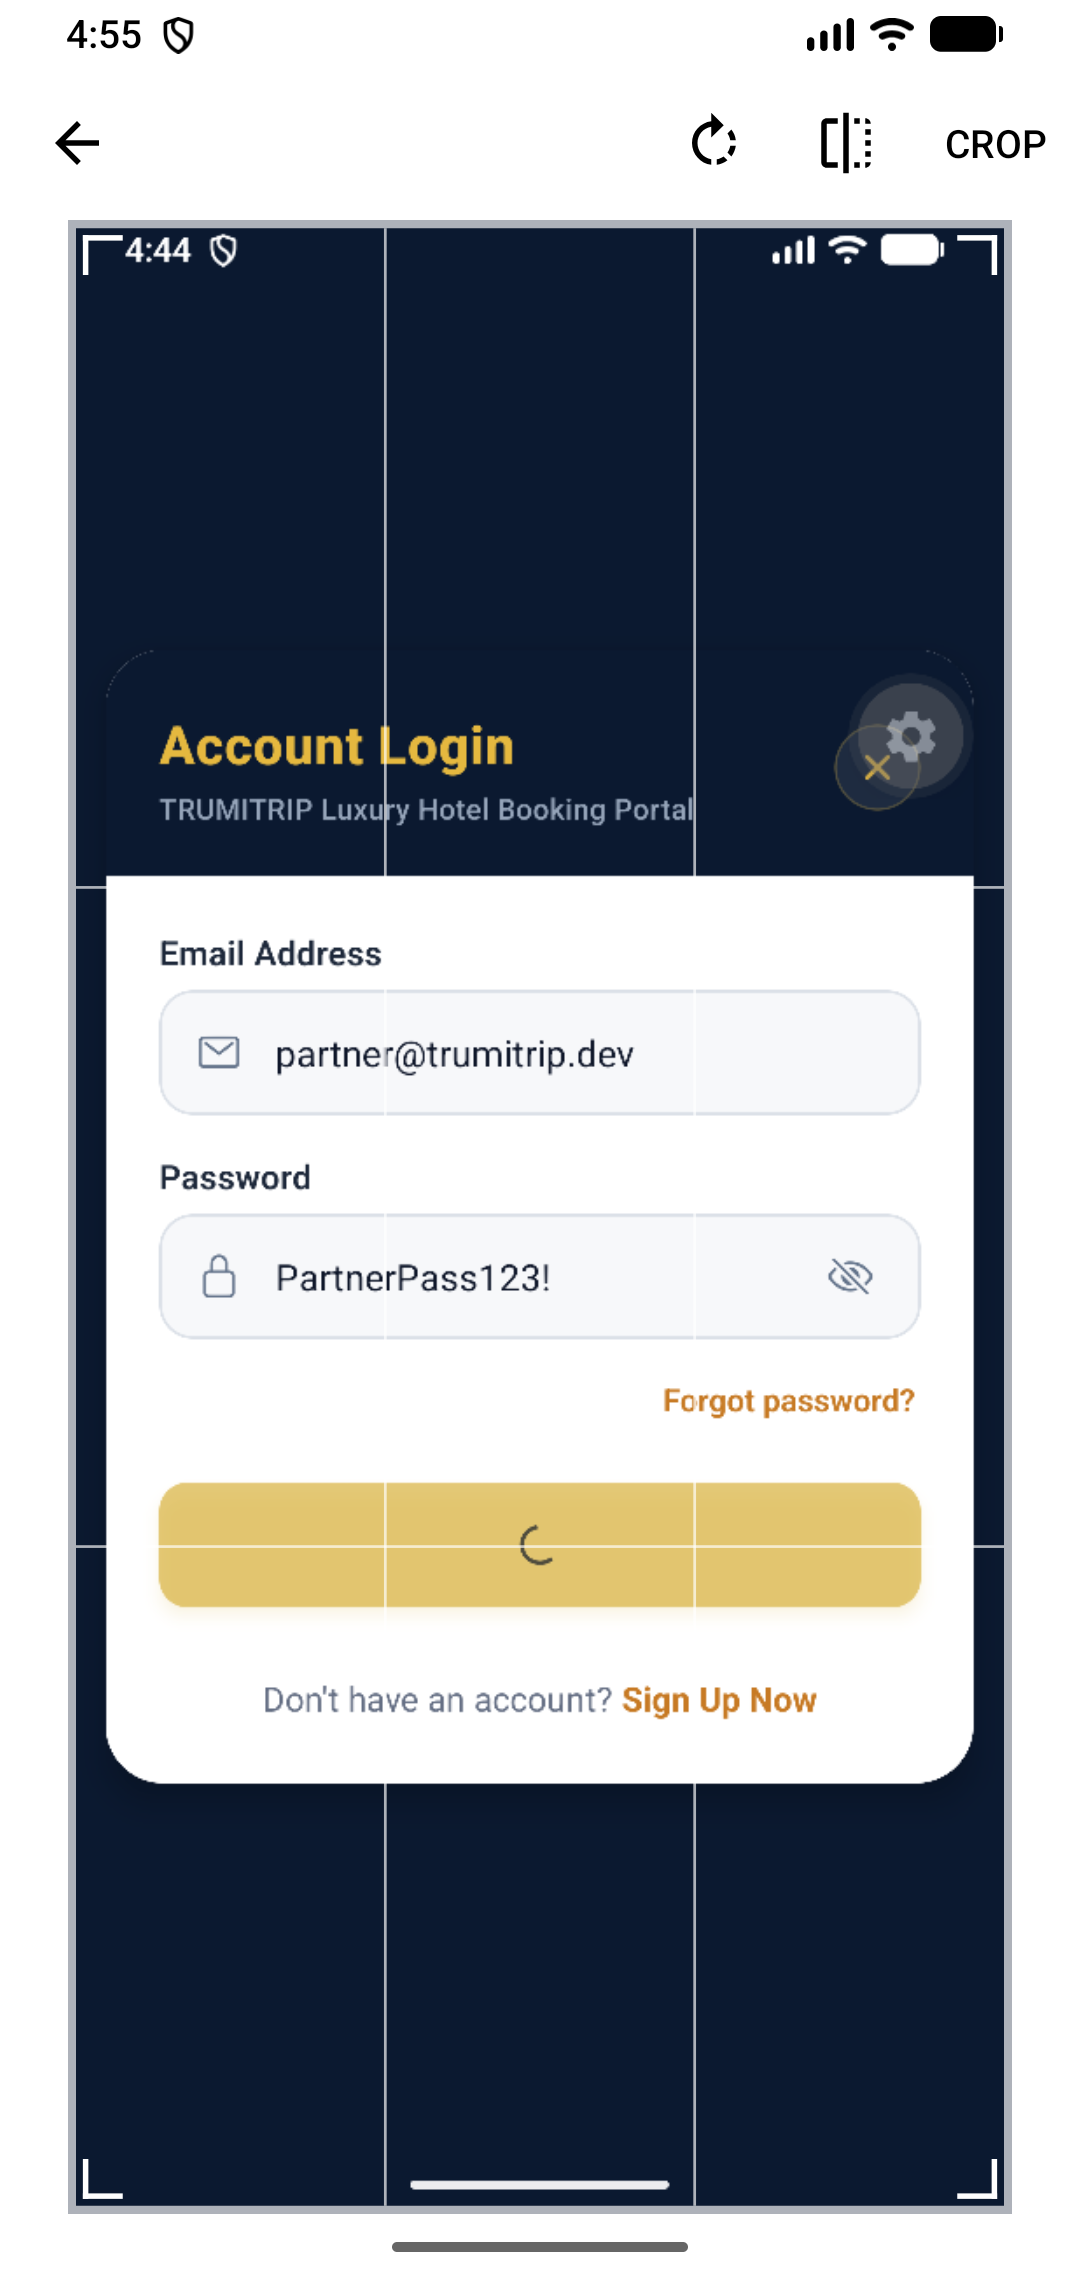 4:55
CROP
4:44
Account Login
TRUMITRIP Luxury Hotel Booking Portal
Email Address
partner@trumitrip.dev
Password
PartnerPass123!
Forgot password?
Don't have an account? Sign Up Now